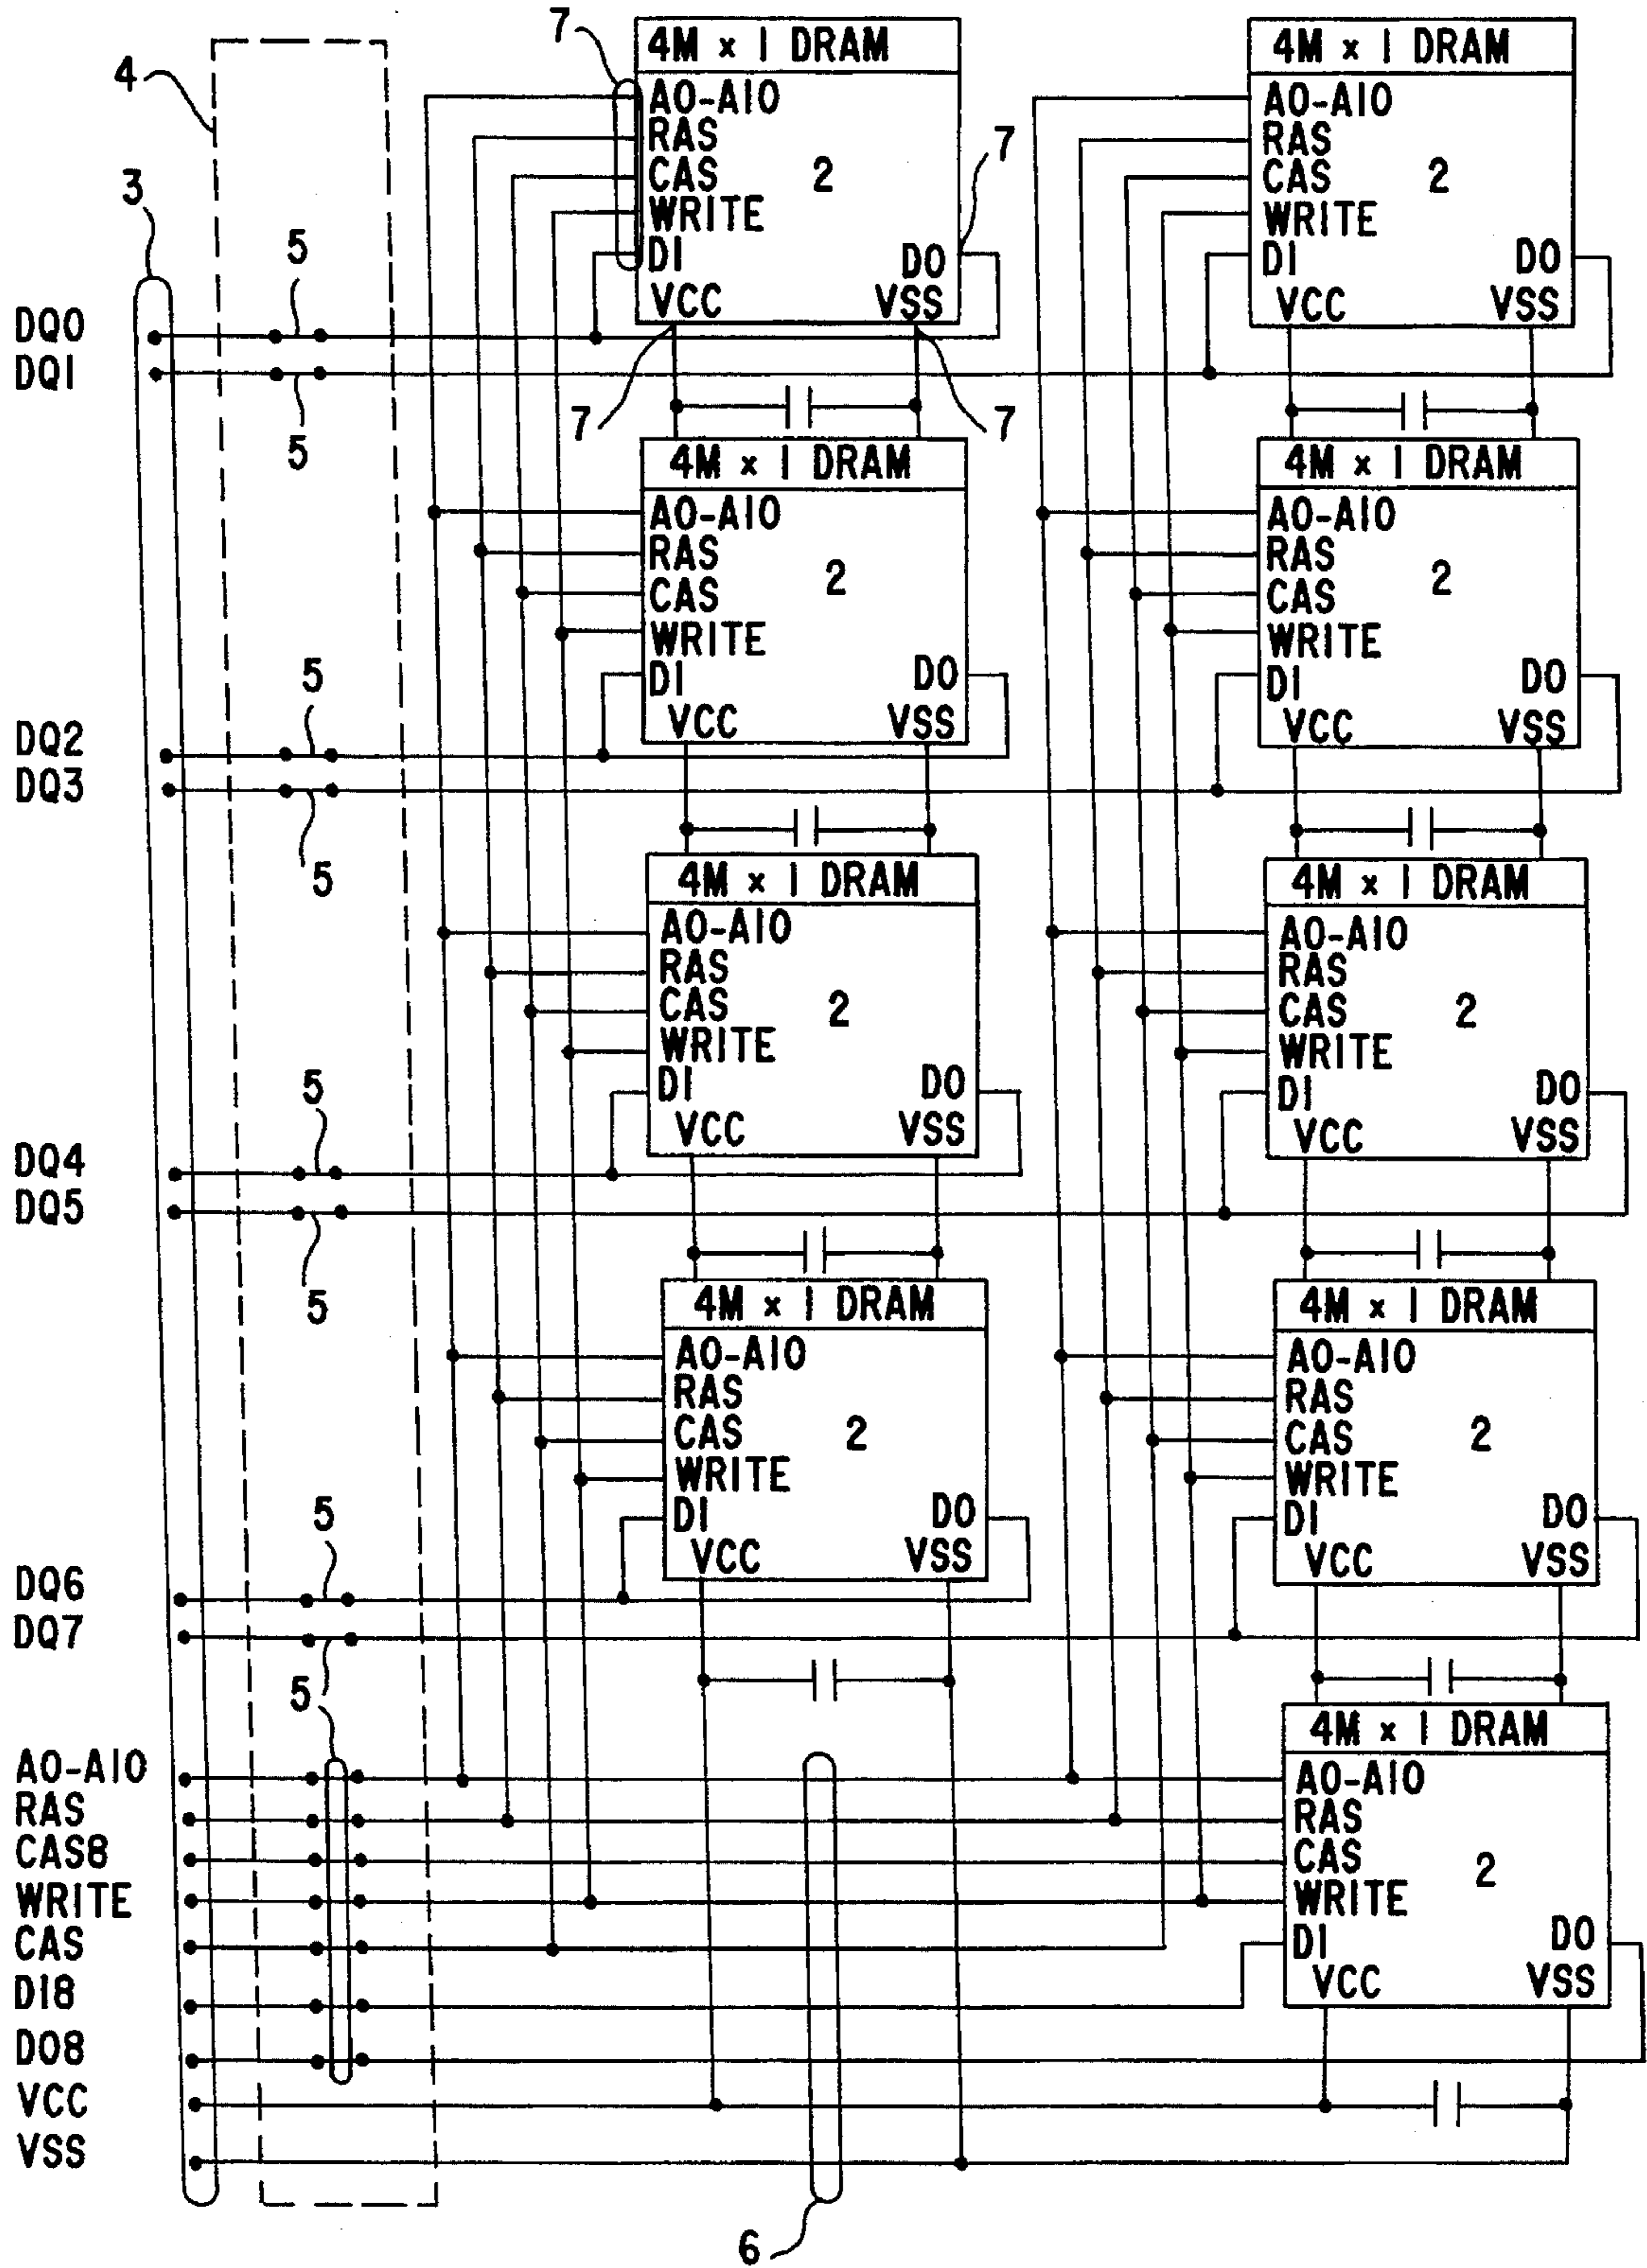 7
4M x 1 DRAM
4M x 1 DRAM
4
A0-A10
A0-A10
RAS
7
RAS
CAS
2
CAS
2
3
WRITE
WRITE
5
DI
DO
DI
DO
VCC
VSS
VCC
VSS
DQ0
DQ1
5
7
7
4M x 1 DRAM
4M x 1 DRAM
A0-A10
A0-A10
RAS
RAS
CAS
2
CAS
2
WRITE
WRITE
5
DI
DO
DI
DO
VCC
VSS
VCC
VSS
DQ2
DQ3
5
4M x 1 DRAM
4M x 1 DRAM
A0-A10
A0-A10
RAS
RAS
CAS
2
CAS
2
WRITE
WRITE
5
DI
DO
DI
DO
VCC
VSS
VCC
VSS
DQ4
DQ5
5
4M x 1 DRAM
4M x 1 DRAM
A0-A10
A0-A10
RAS
RAS
CAS
2
CAS
2
WRITE
WRITE
5
DI
DO
DI
DO
VCC
VSS
VCC
VSS
DQ6
DQ7
5
4M x 1 DRAM
A0-A10
A0-A10
RAS
RAS
CAS8
CAS
2
WRITE
WRITE
CAS
DI
DO
DI8
VCC
VSS
DO8
VCC
VSS
6